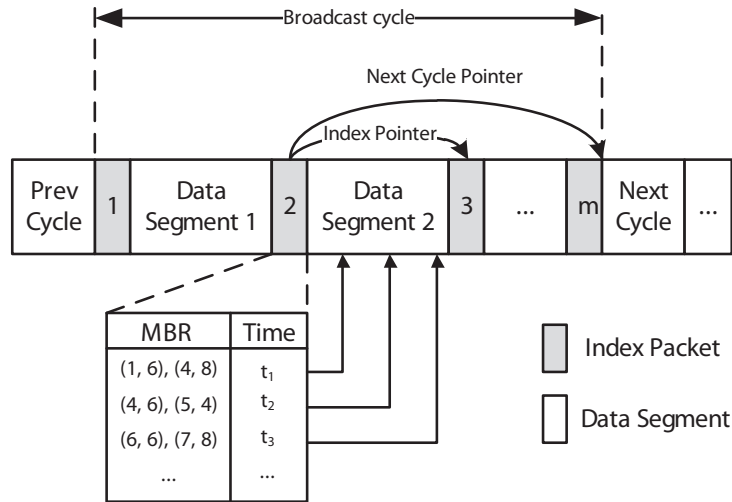 Broadcast cycle
Next Cycle Pointer
Index Pointer
Prev Cycle
1
Data Segment 1
2
Data Segment 2
3
...
m
Next Cycle
...
MBR Time
(1, 6), (4, 8) t₁
(4, 6), (5, 4) t₂
(6, 6), (7, 8) t₃
... ...
Index Packet
Data Segment